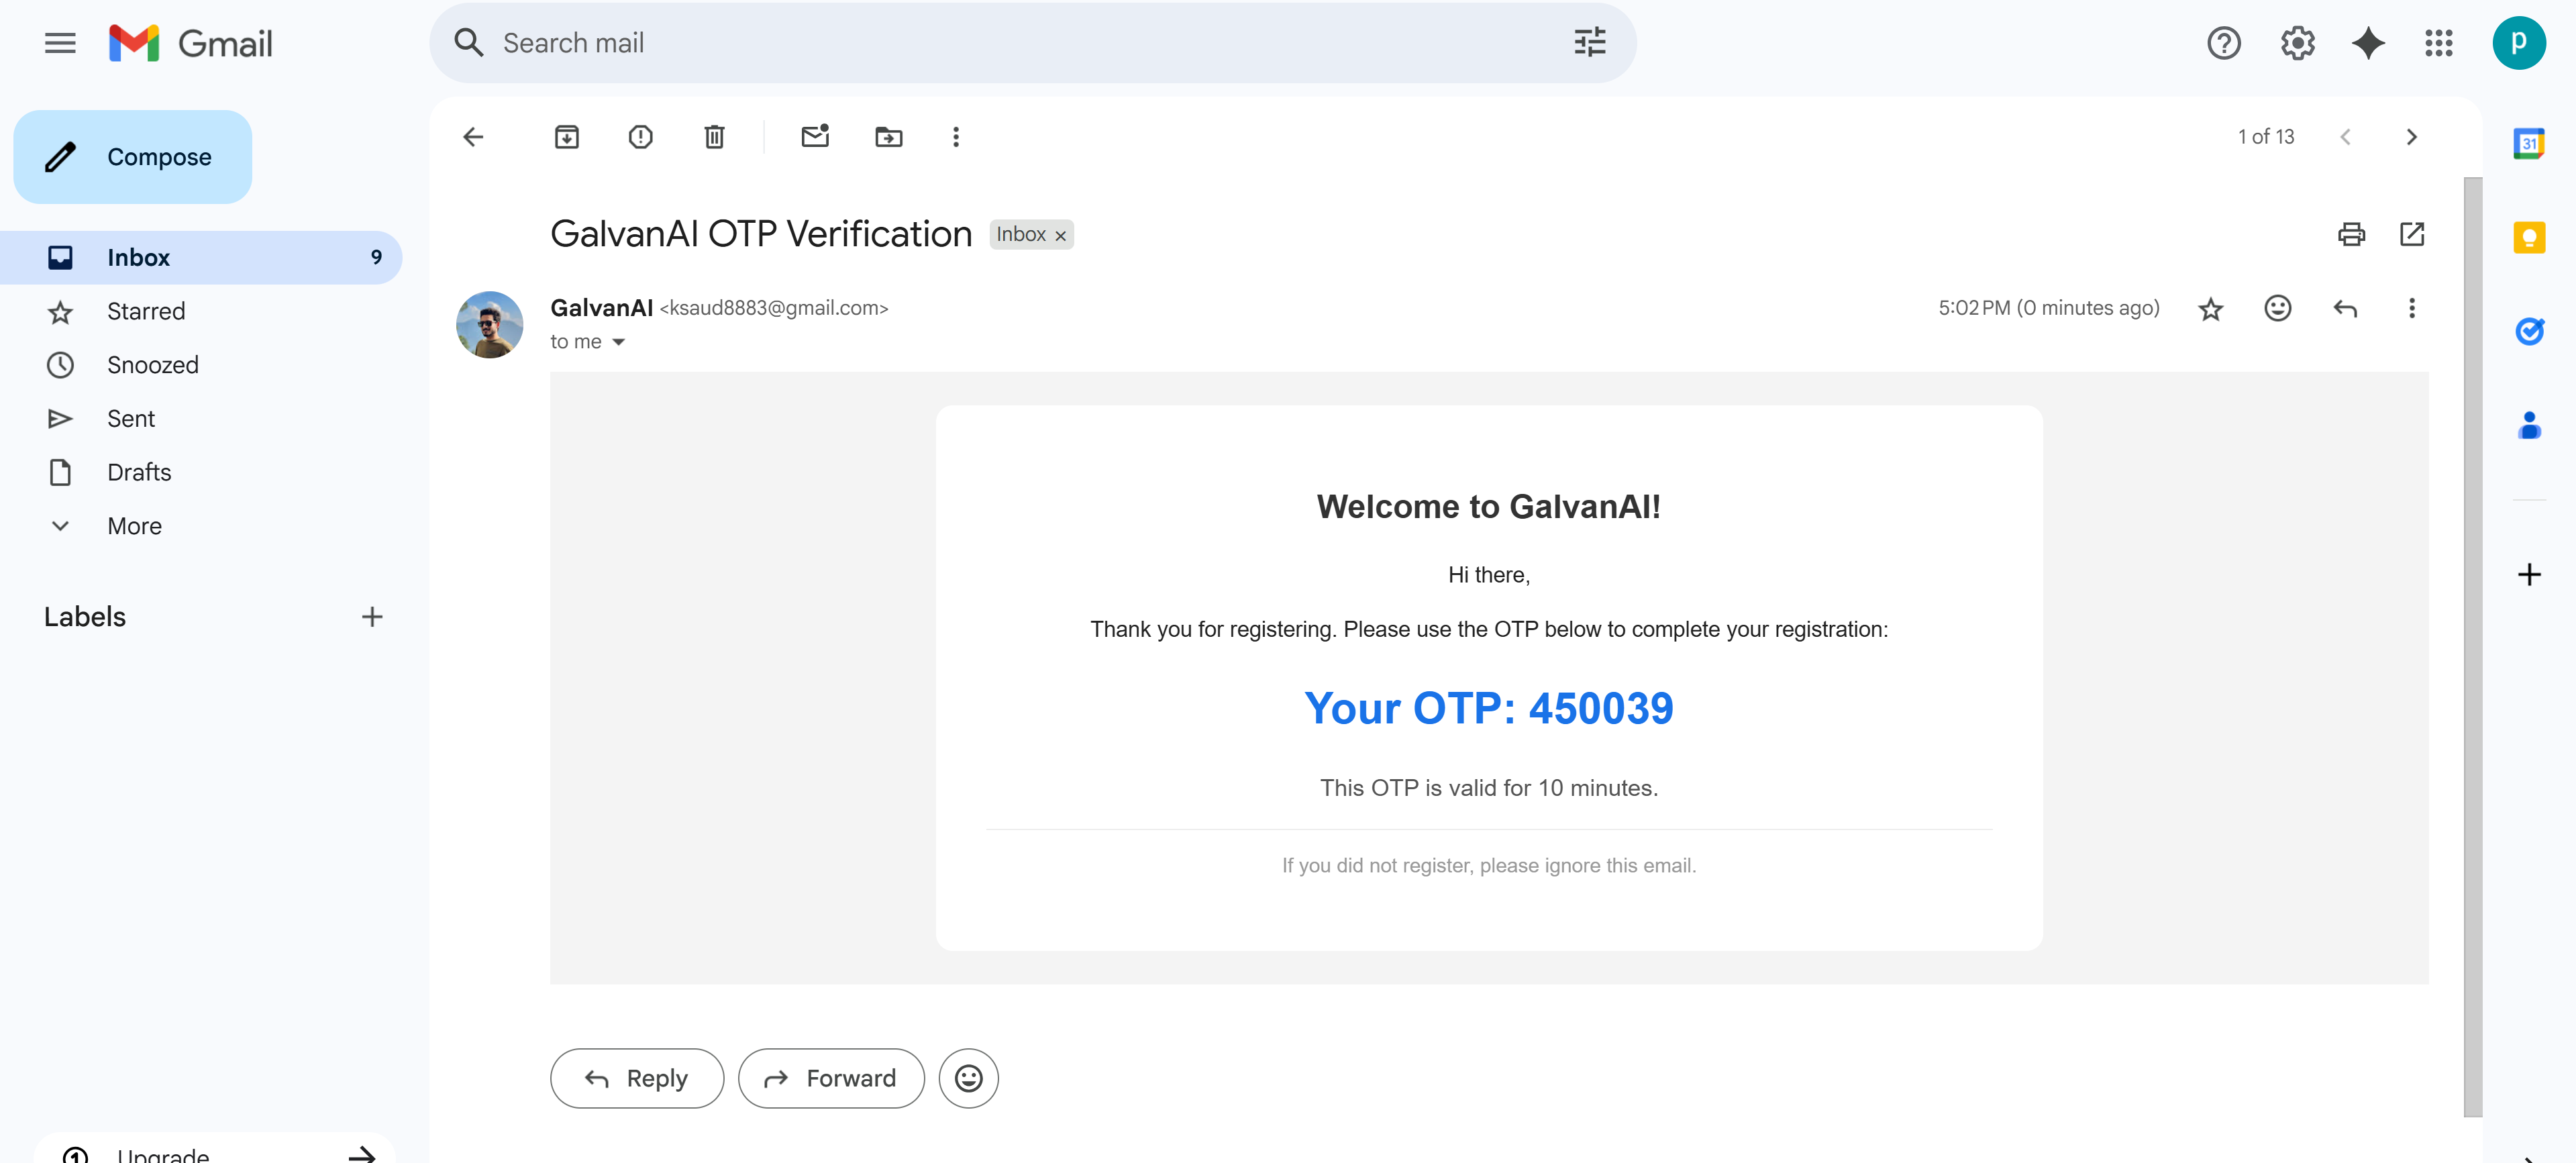 Gmail
Search mail
p
Compose
1 of 13
31
GalvanAI OTP Verification
Inbox ×
Inbox 9
Starred
Snoozed
Sent
Drafts
More
Labels
GalvanAI <ksaud8883@gmail.com>
5:02 PM (0 minutes ago)
to me
Welcome to GalvanAI!
Hi there,
Thank you for registering. Please use the OTP below to complete your registration:
Your OTP: 450039
This OTP is valid for 10 minutes.
If you did not register, please ignore this email.
Reply
Forward
Upgrade